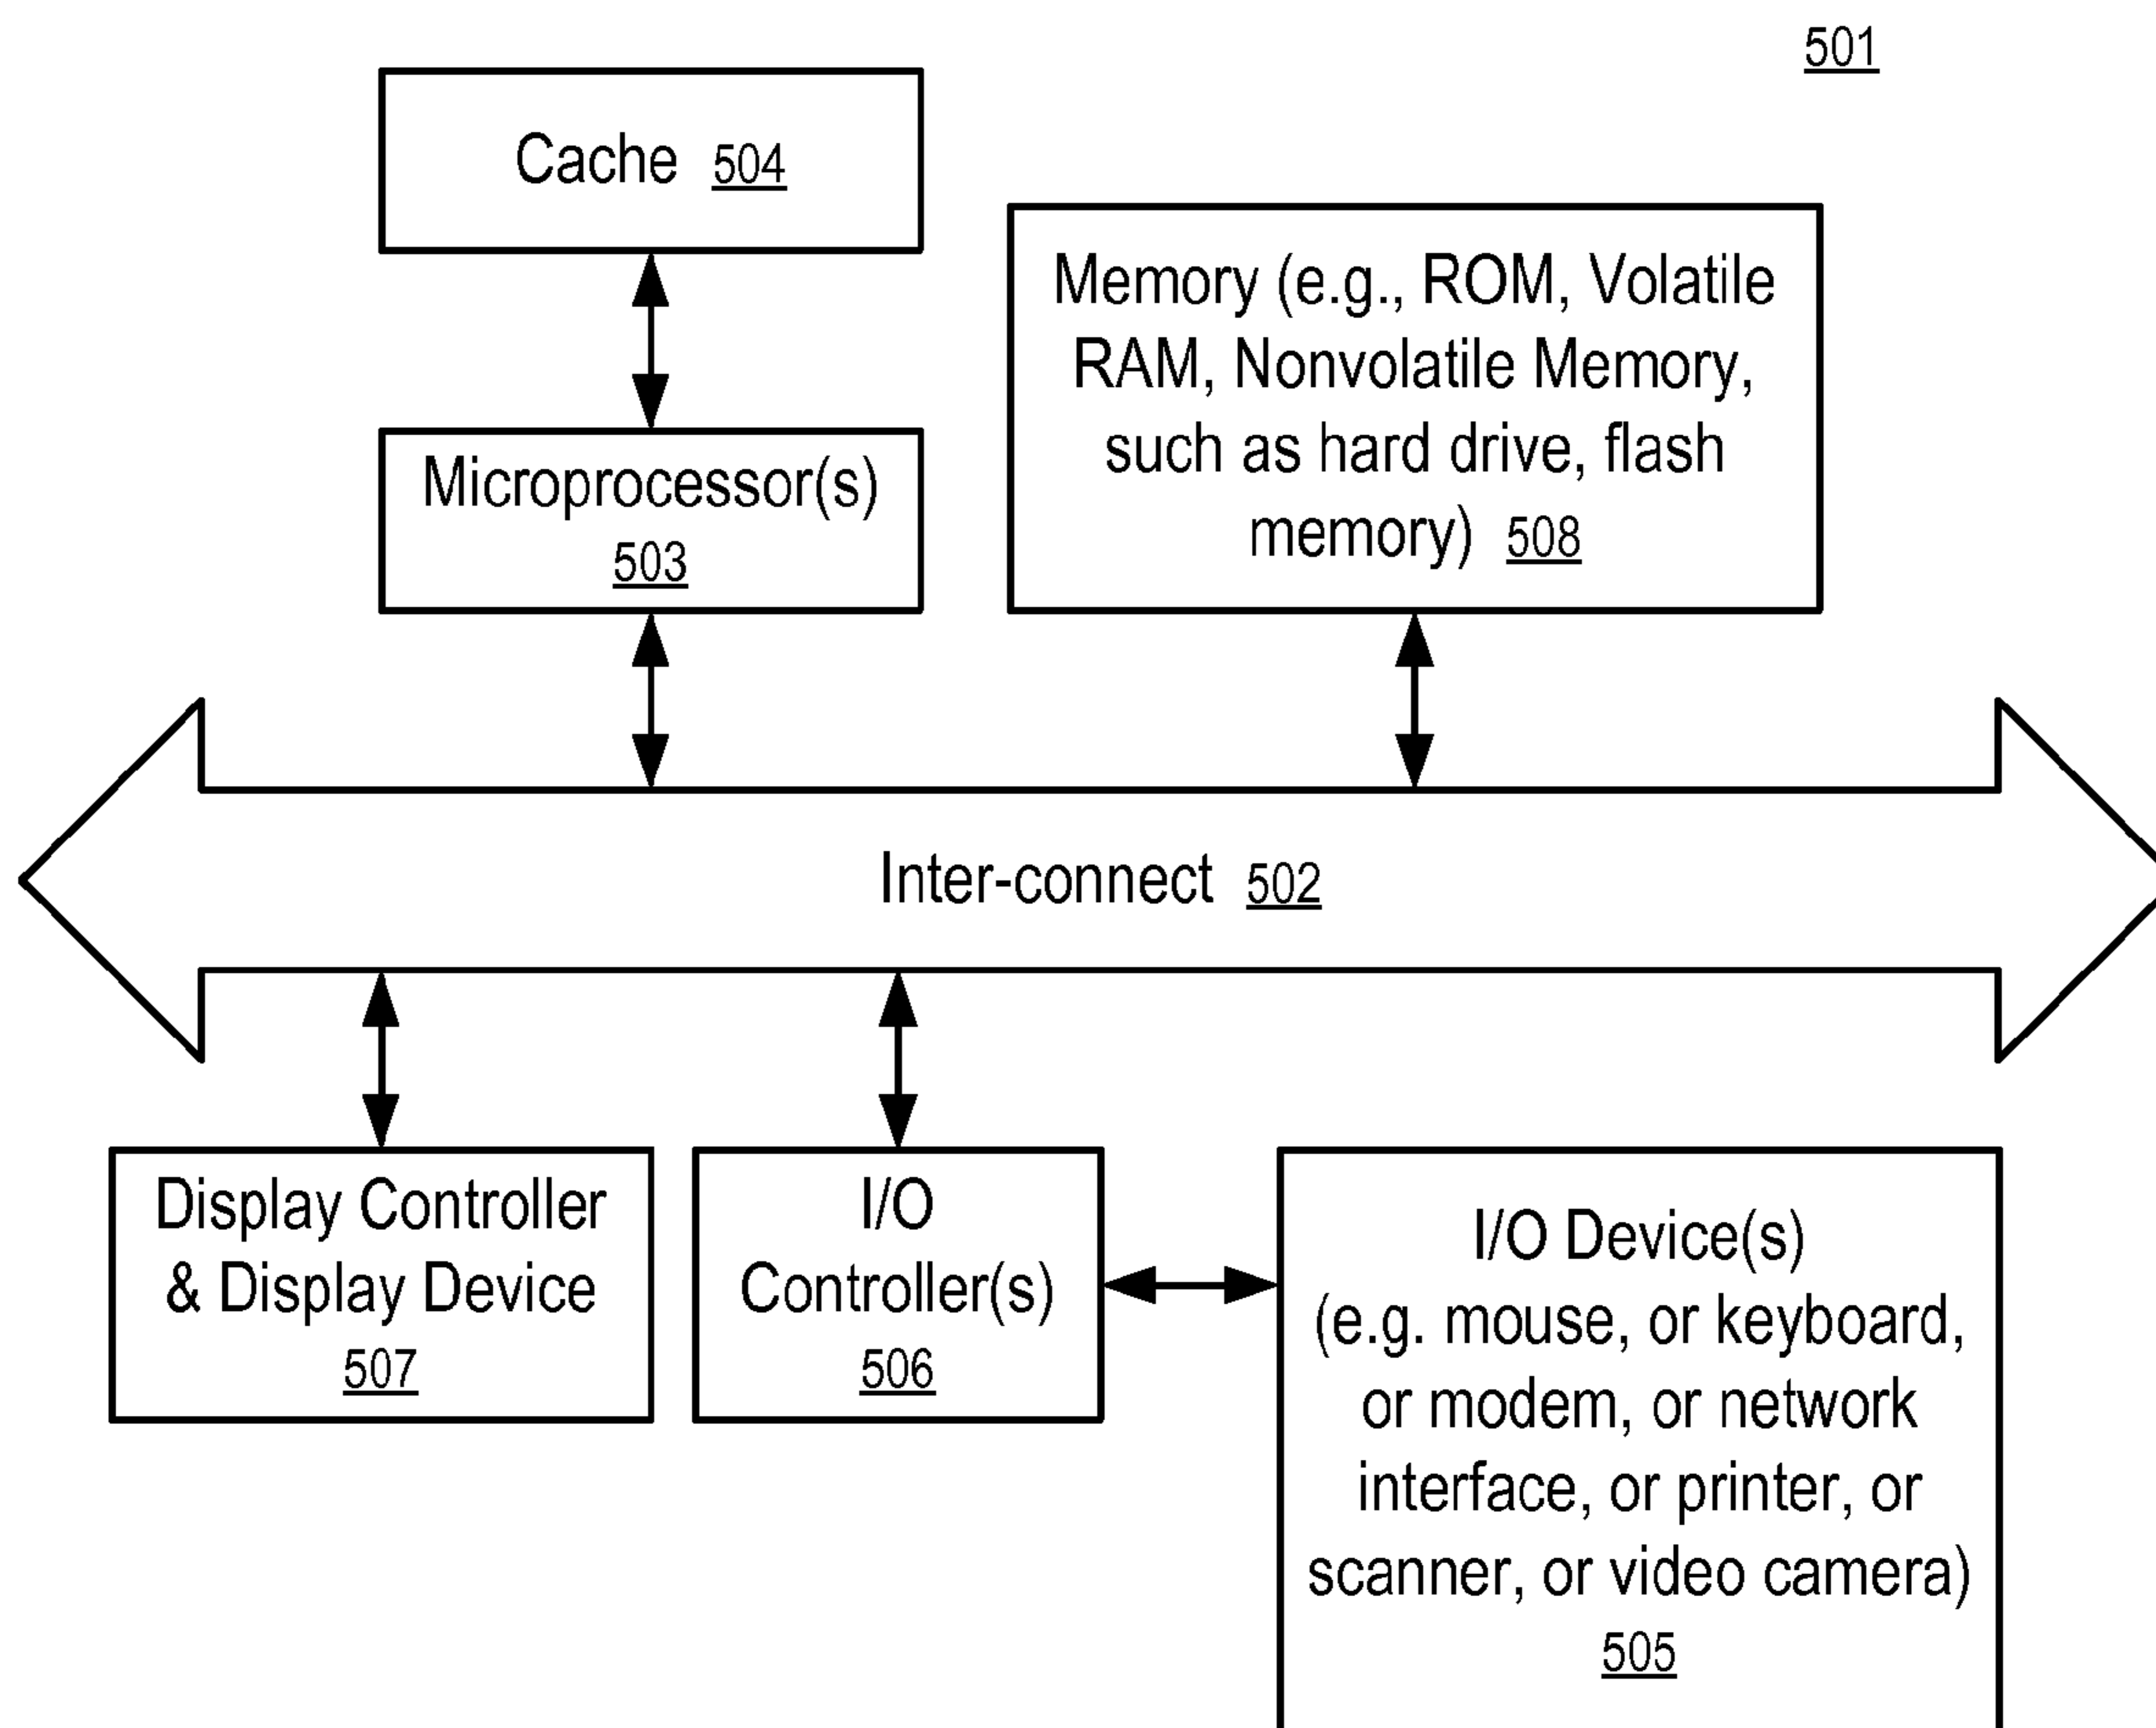 501
Cache 504
Memory (e.g., ROM, Volatile
RAM, Nonvolatile Memory,
such as hard drive, flash
memory) 508
Microprocessor(s)
503
Inter-connect 502
Display Controller
& Display Device
507
I/O
Controller(s)
506
I/O Device(s)
(e.g. mouse, or keyboard,
or modem, or network
interface, or printer, or
scanner, or video camera)
505